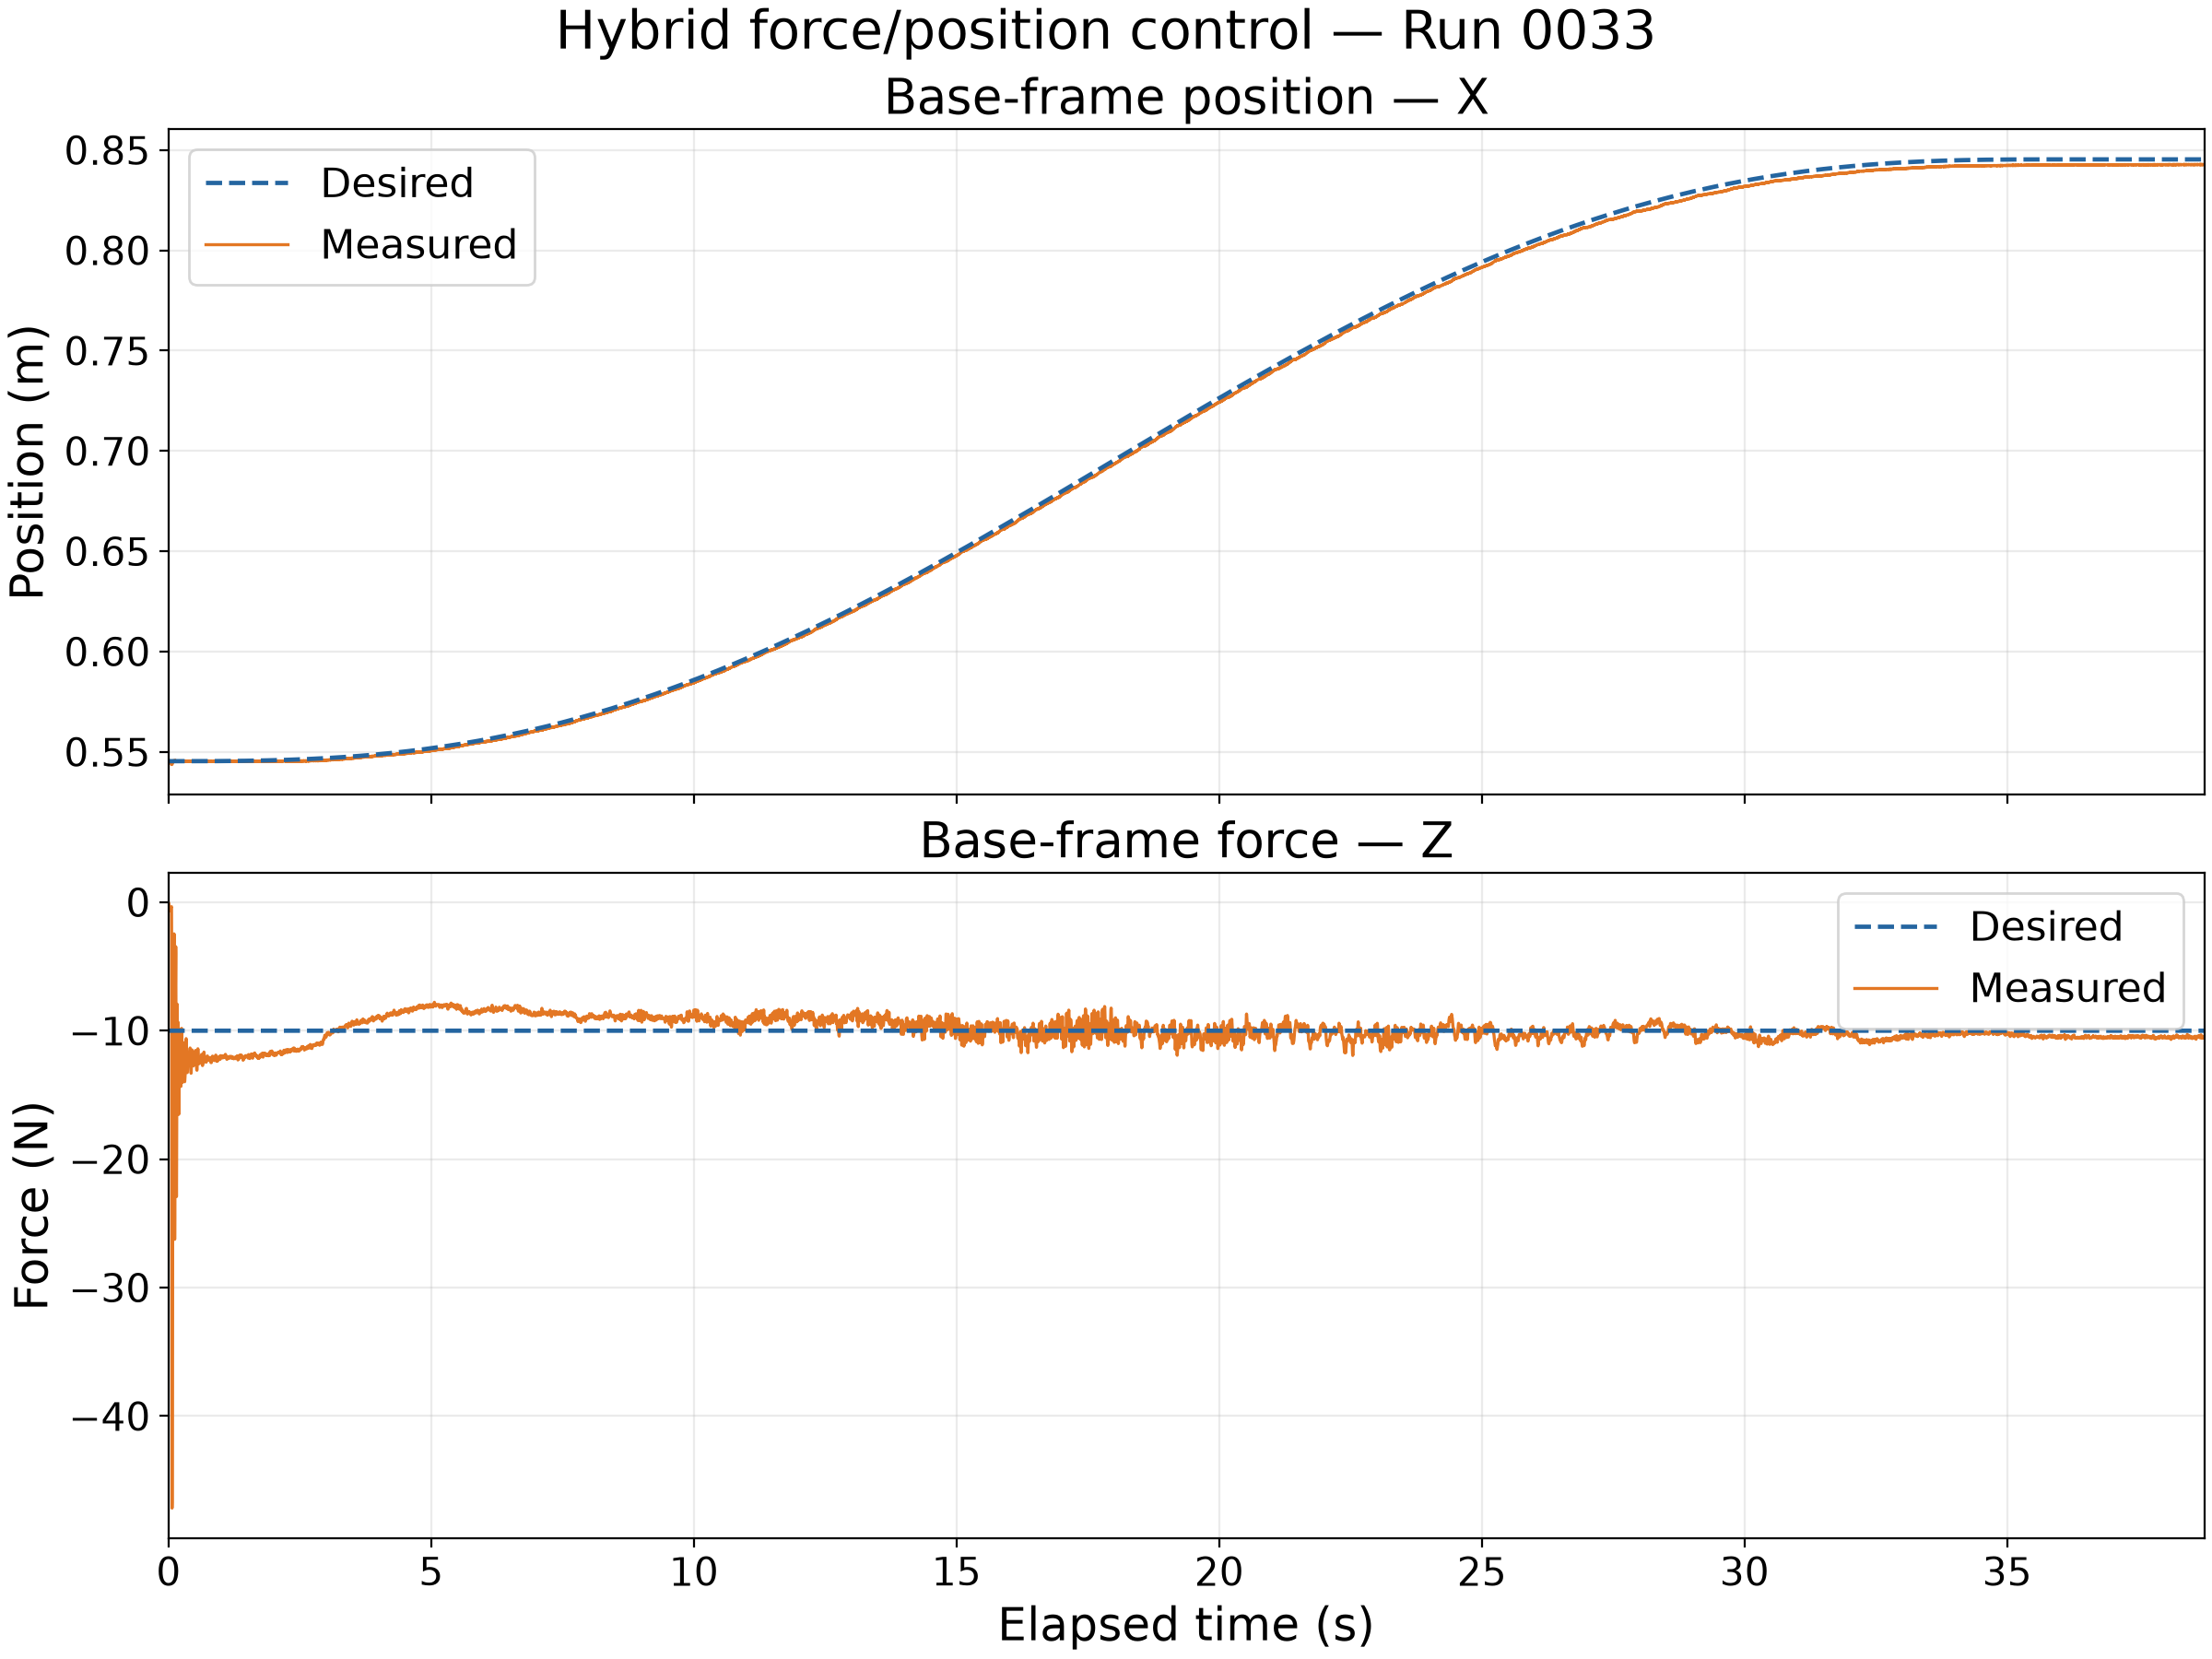 Hybrid force/position control — Run 0033
Base-frame position — X
0.85
0.80
0.75
0.70
0.65
0.60
0.55
Position (m)
Desired
Measured
Base-frame force — Z
0
−10
−20
−30
−40
Force (N)
Desired
Measured
0 5 10 15 20 25 30 35
Elapsed time (s)